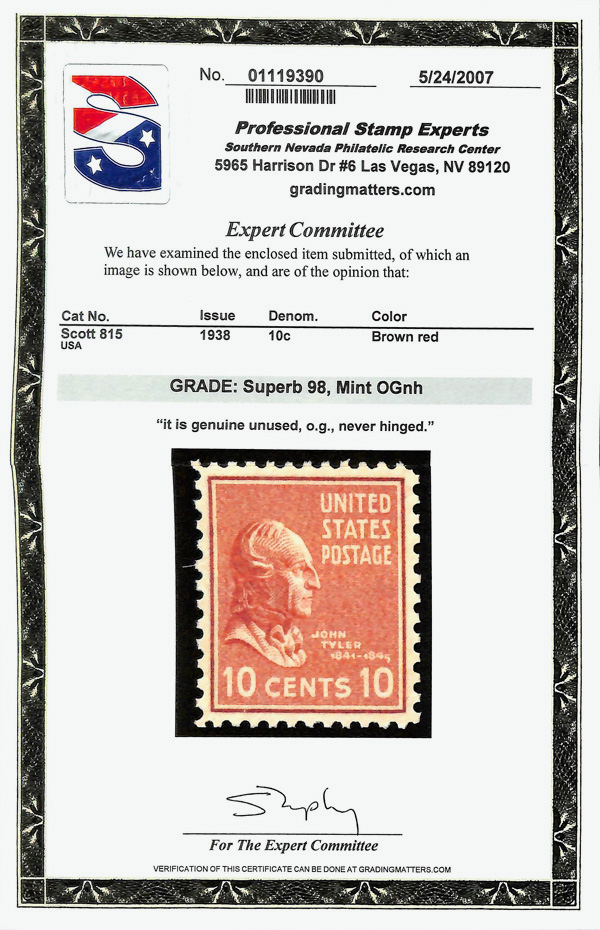 No. 01119390 5/24/2007
Professional Stamp Experts
Southern Nevada Philatelic Research Center
5965 Harrison Dr #6 Las Vegas, NV 89120
gradingmatters.com
Expert Committee
We have examined the enclosed item submitted, of which an
image is shown below, and are of the opinion that:
Cat No. Issue Denom. Color
Scott 815 1938 10c Brown red
USA
GRADE: Superb 98, Mint OGnh
“it is genuine unused, o.g., never hinged.”
UNITED
STATES
POSTAGE
JOHN
TYLER
1841-1845
10 CENTS 10
For The Expert Committee
VERIFICATION OF THIS CERTIFICATE CAN BE DONE AT GRADINGMATTERS.COM